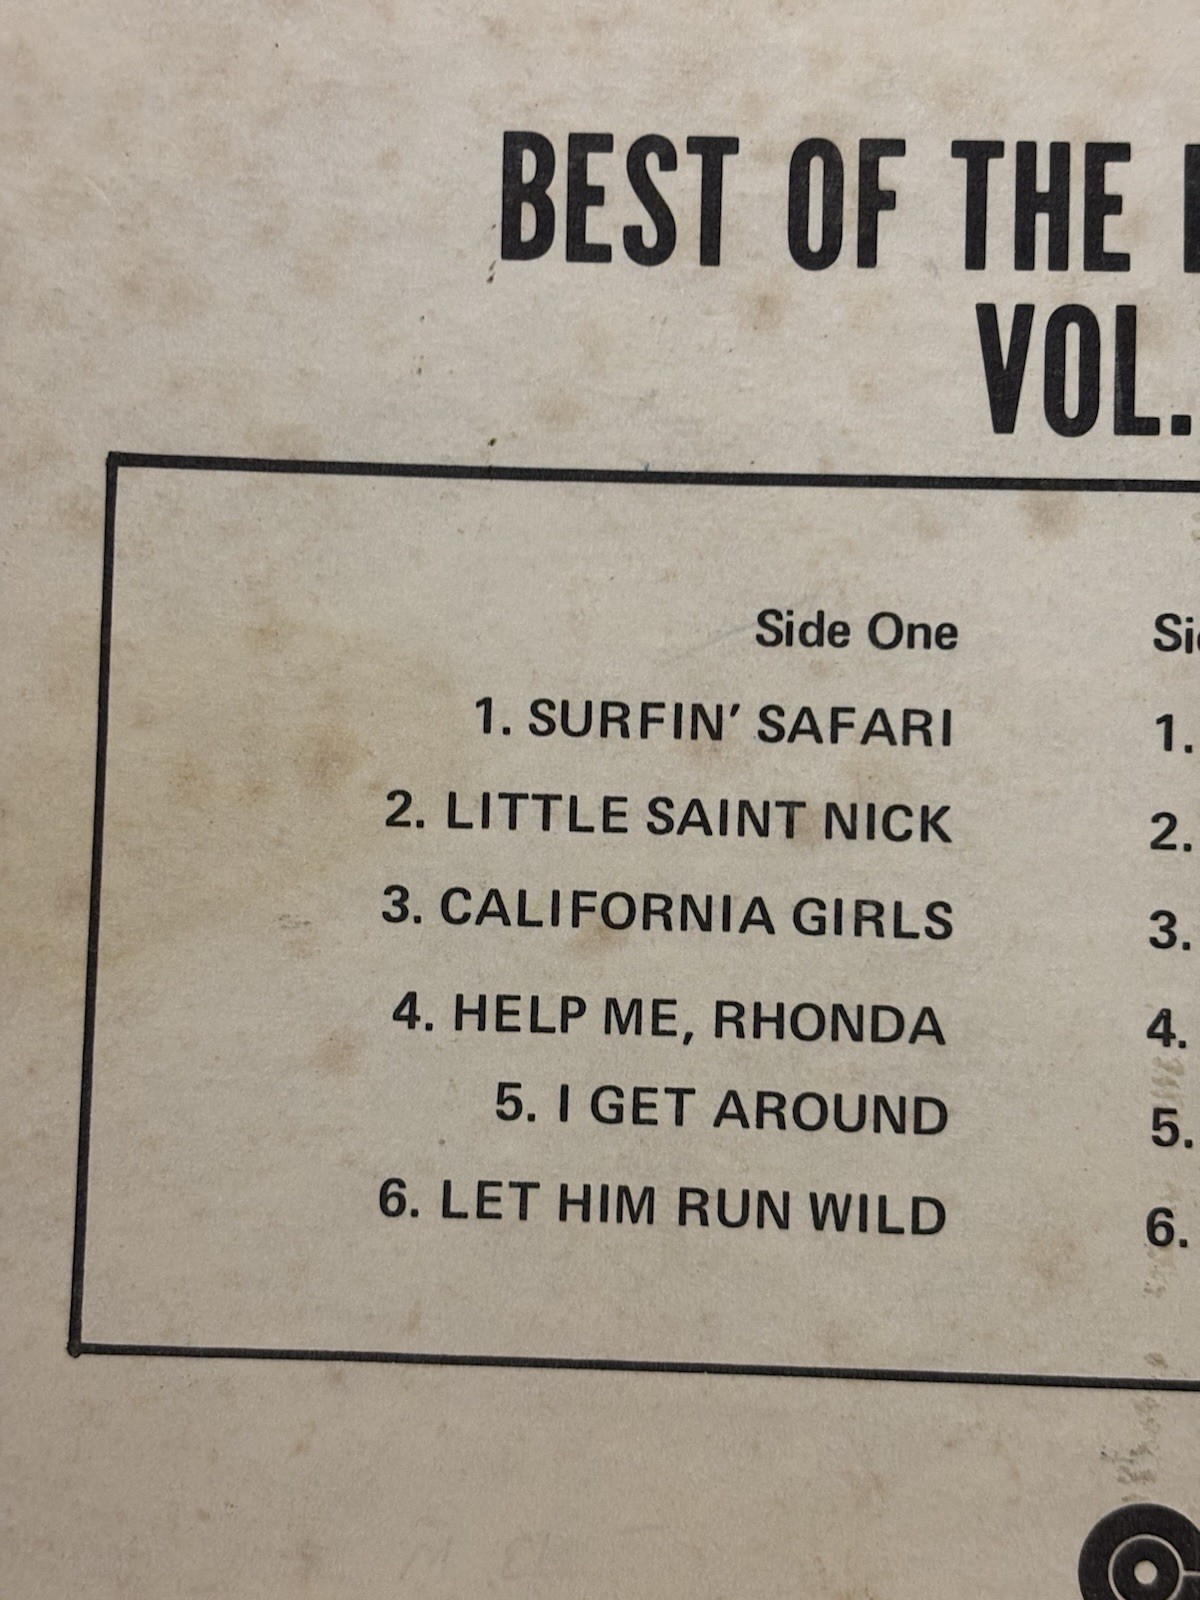 BEST OF THE
VOL.
Side One
1. SURFIN' SAFARI
2. LITTLE SAINT NICK
3. CALIFORNIA GIRLS
4. HELP ME, RHONDA
5. I GET AROUND
6. LET HIM RUN WILD
1.
2.
3.
4.
5.
6.